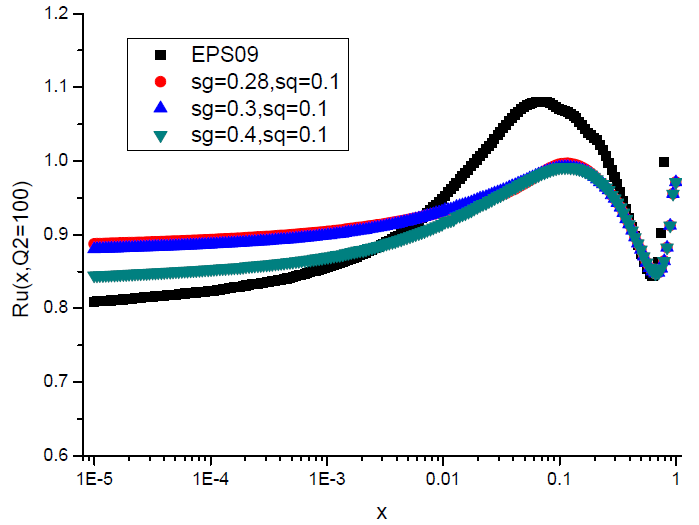 1.2
1.1
1.0
0.9
0.8
0.7
0.6
Ru(x,Q2=100)
EPS09
sg=0.28,sq=0.1
sg=0.3,sq=0.1
sg=0.4,sq=0.1
1E-5 1E-4 1E-3 0.01 0.1 1
x